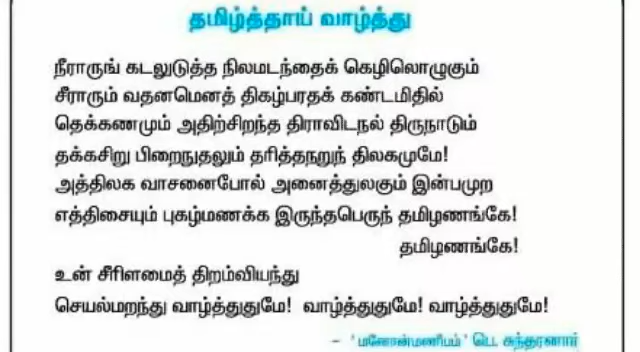 தமிழ்த்தாய் வாழ்த்து
நீராருங் கடலுடுத்த நிலமடந்தைக் கெழிலொழுகும்
சீராரும் வதனமெனத் திகழ்பரதக் கண்டமிதில்
தெக்கணமும் அதிற்சிறந்த திராவிடநல் திருநாடும்
தக்கசிறு பிறைநுதலும் தரித்தநறுந் திலகமுமே!
அத்திலக வாசனைபோல் அனைத்துலகும் இன்பமுற
எத்திசையும் புகழ்மணக்க இருந்தபெருந் தமிழணங்கே!
தமிழணங்கே!
உன் சீரிளமைத் திறம்வியந்து
செயல்மறந்து வாழ்த்துதுமே! வாழ்த்துதுமே! வாழ்த்துதுமே!
– 'மனோன்மணீயம்' பெ. சுந்தரனார்